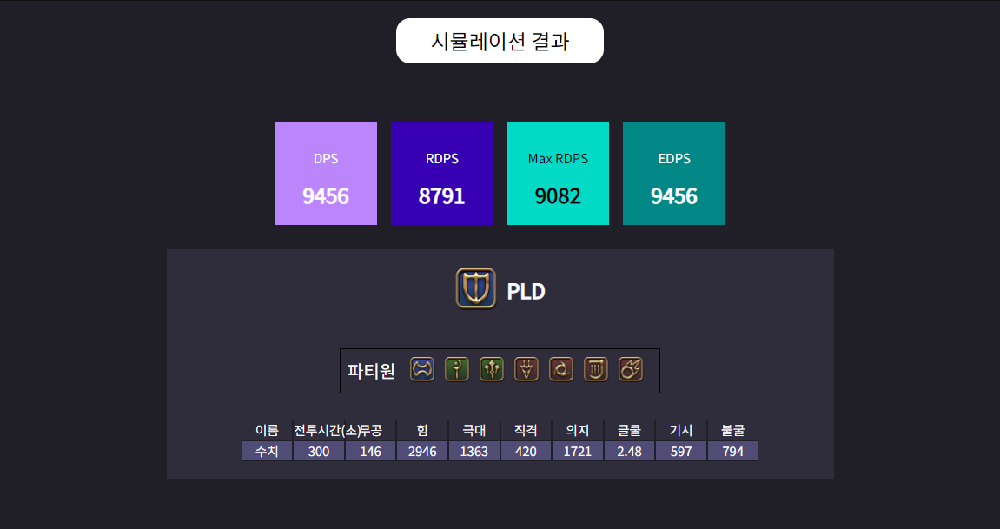 시뮬레이션 결과
DPS RDPS Max RDPS EDPS
9456 8791 9082 9456
PLD
파티원
이름 전투시간(초)무공 힘 극대 직격 의지 글쿨 기시 불굴
수치 300 146 2946 1363 420 1721 2.48 597 794